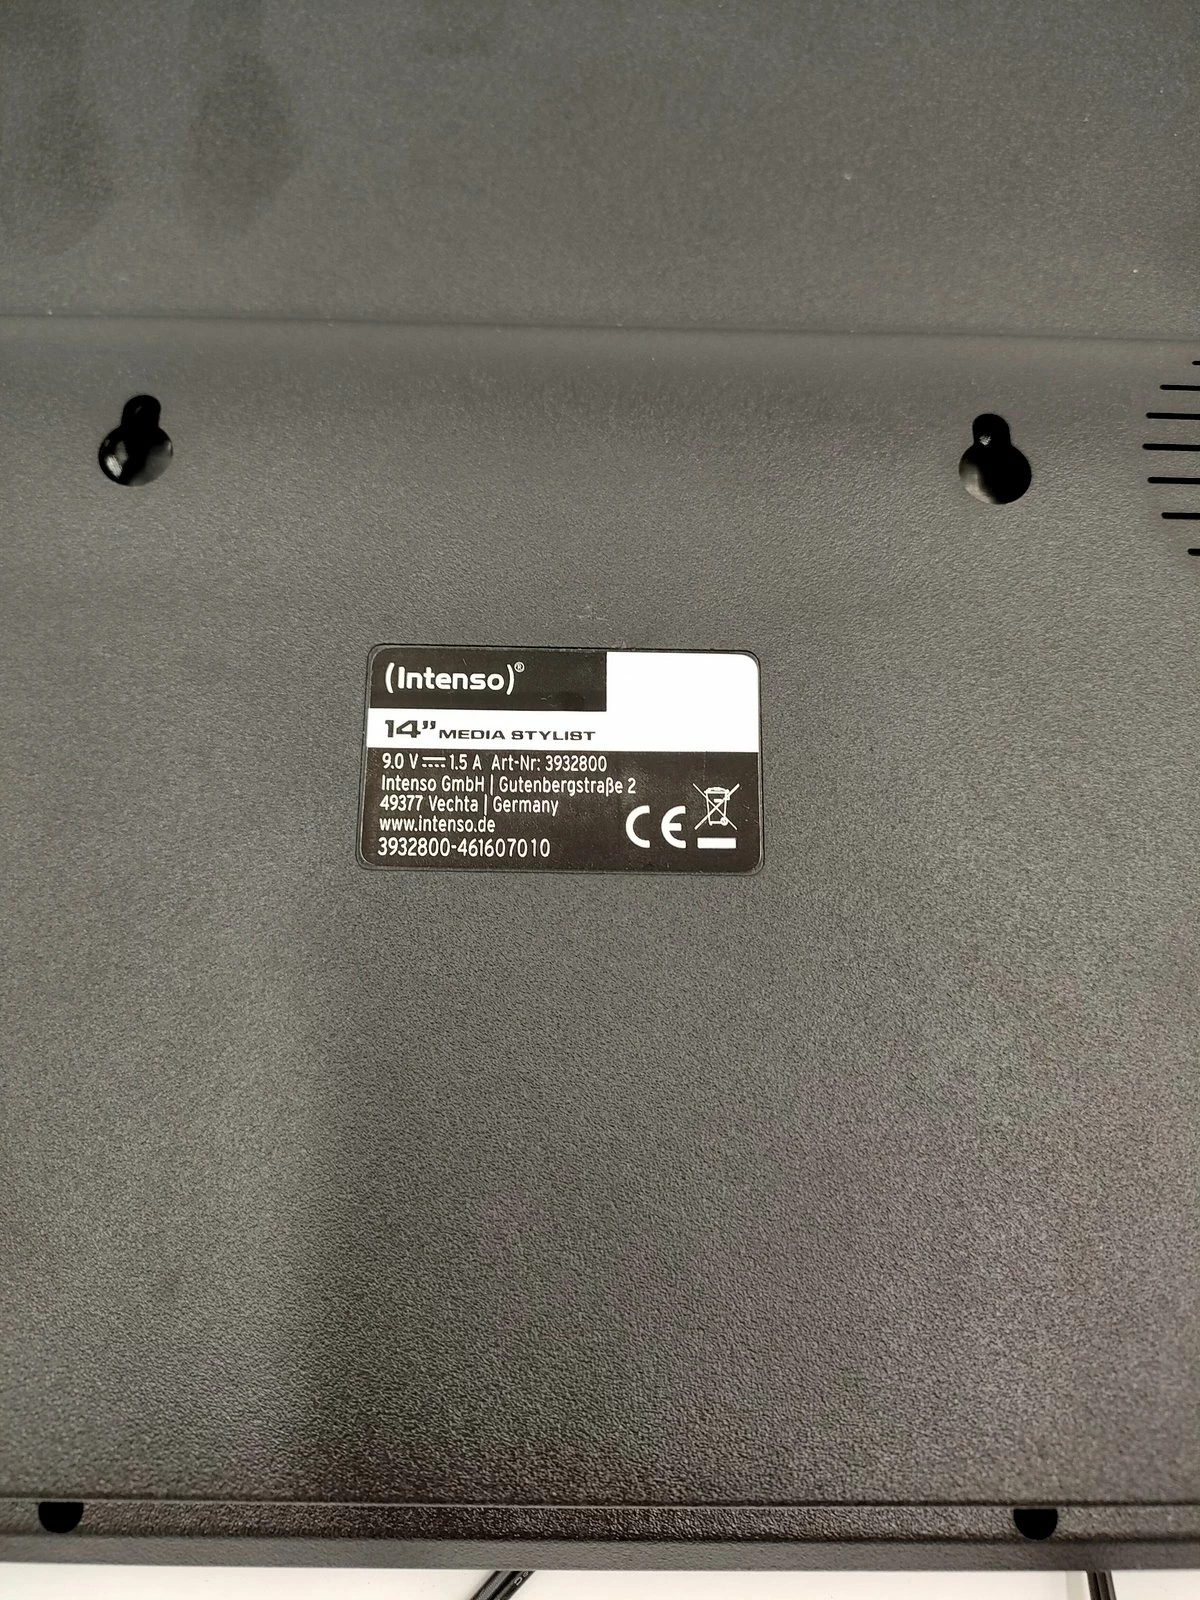 (Intenso)®
14” MEDIA STYLIST
9.0 V ⎓ 1.5 A Art-Nr: 3932800
Intenso GmbH | Gutenbergstraße 2
49377 Vechta | Germany
www.intenso.de
3932800-461607010
CE